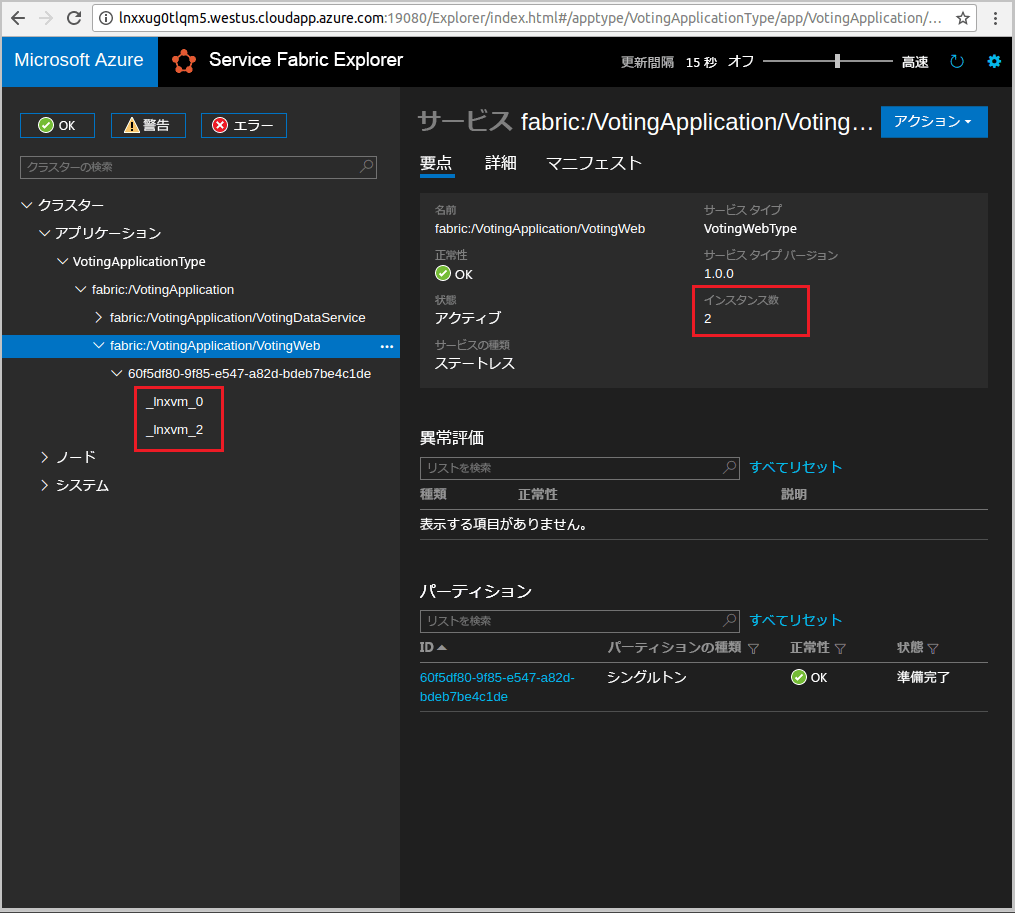 lnxxug0tlqm5.westus.cloudapp.azure.com:19080/Explorer/index.html#/apptype/VotingApplicationType/app/VotingApplication/...
Microsoft Azure
Service Fabric Explorer
更新間隔 15 秒 オフ 高速
OK 警告 エラー
クラスターの検索
クラスター
アプリケーション
VotingApplicationType
fabric:/VotingApplication
fabric:/VotingApplication/VotingDataService
fabric:/VotingApplication/VotingWeb ...
60f5df80-9f85-e547-a82d-bdeb7be4c1de
_lnxvm_0
_lnxvm_2
ノード
システム
サービス fabric:/VotingApplication/Voting...
アクション
要点 詳細 マニフェスト
名前
fabric:/VotingApplication/VotingWeb
正常性
OK
状態
アクティブ
サービスの種類
ステートレス
サービス タイプ
VotingWebType
サービス タイプ バージョン
1.0.0
インスタンス数
2
異常評価
リストを検索 すべてリセット
種類 正常性 説明
表示する項目がありません。
パーティション
リストを検索 すべてリセット
ID パーティションの種類 正常性 状態
60f5df80-9f85-e547-a82d- シングルトン OK 準備完了
bdeb7be4c1de